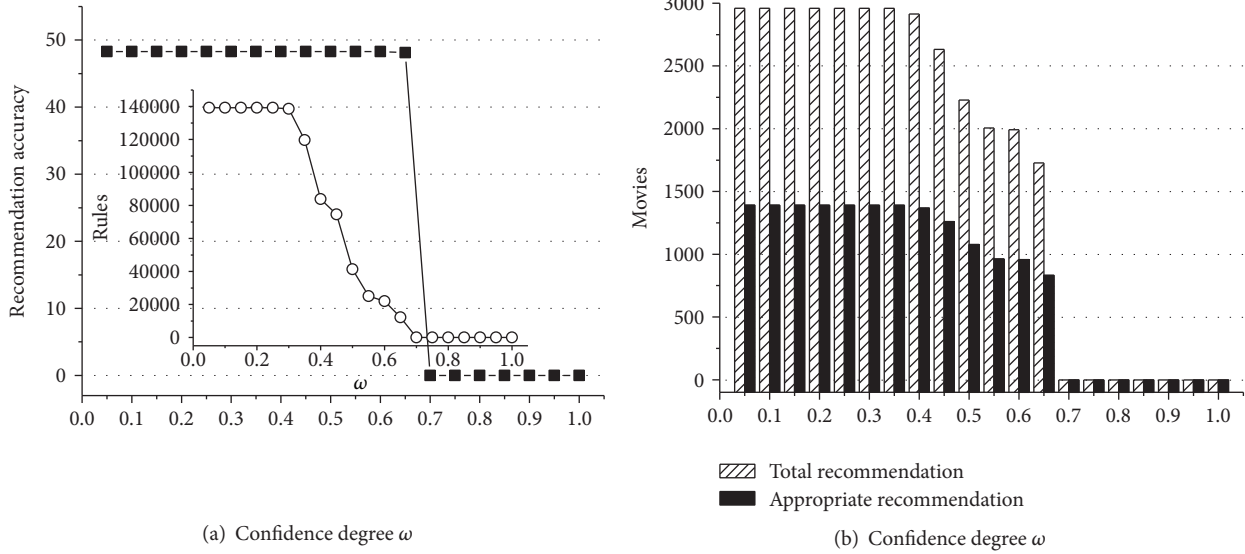 50
40
30
20
10
0
Recommendation accuracy
140000
120000
100000
80000
60000
40000
20000
0
Rules
0.0 0.2 0.4 0.6 0.8 1.0
ω
0.0 0.1 0.2 0.3 0.4 0.5 0.6 0.7 0.8 0.9 1.0
(a) Confidence degree ω
3000
2500
2000
1500
1000
500
0
Movies
0.0 0.1 0.2 0.3 0.4 0.5 0.6 0.7 0.8 0.9 1.0
Total recommendation
Appropriate recommendation
(b) Confidence degree ω